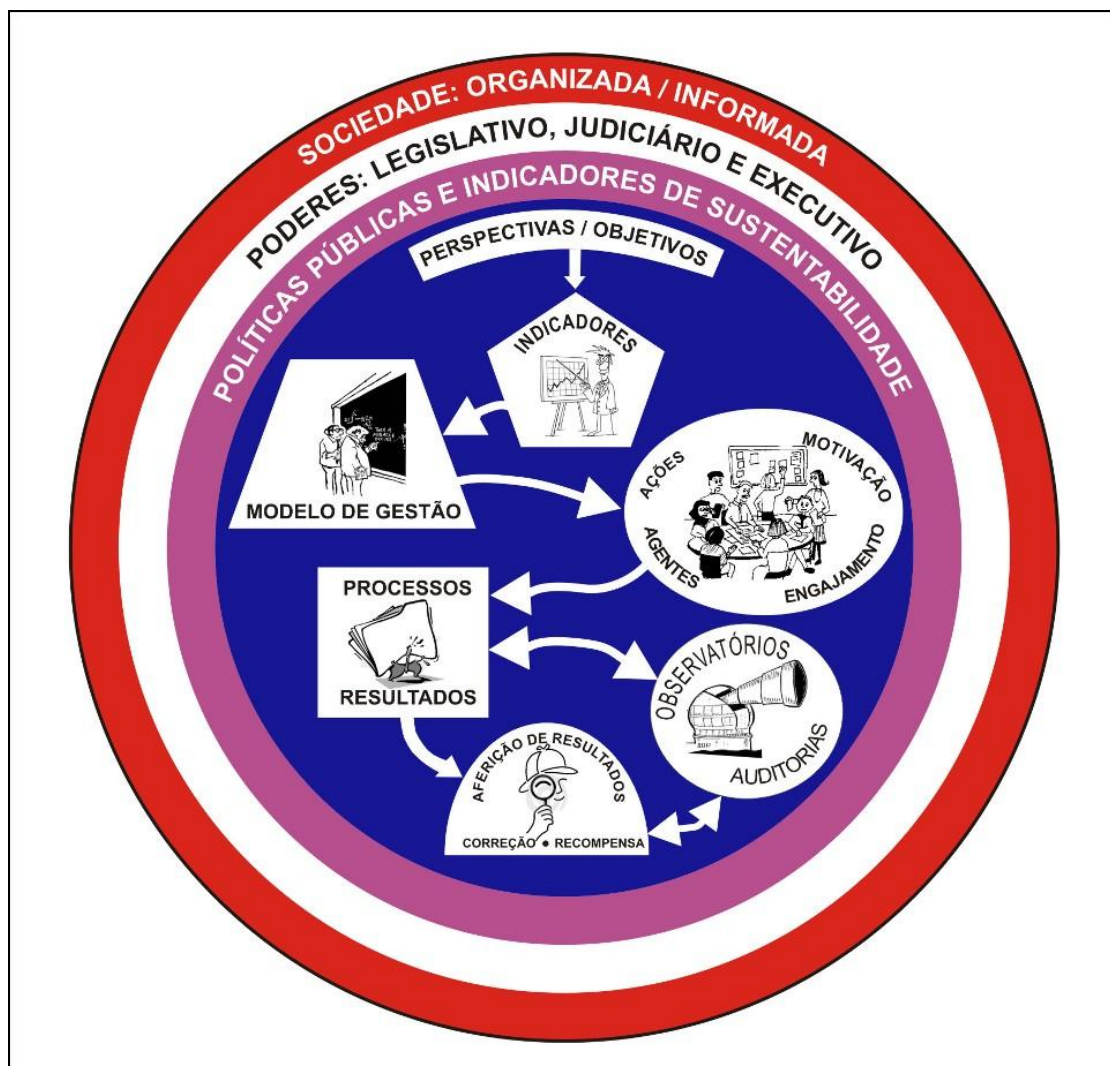 SOCIEDADE: ORGANIZADA / INFORMADA
PODERES: LEGISLATIVO, JUDICIÁRIO E EXECUTIVO
POLÍTICAS PÚBLICAS E INDICADORES DE SUSTENTABILIDADE
PERSPECTIVAS / OBJETIVOS
INDICADORES
MODELO DE GESTÃO
AÇÕES
MOTIVAÇÃO
AGENTES
ENGAJAMENTO
PROCESSOS
RESULTADOS
OBSERVATÓRIOS
AUDITORIAS
AFERIÇÃO DE RESULTADOS
CORREÇÃO • RECOMPENSA